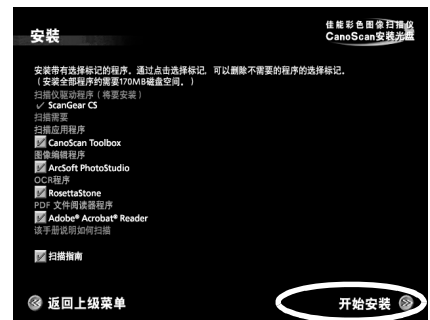 安装
佳能彩色图像扫描仪
CanoScan安装光盘
安装带有选择标记的程序。通过点击选择标记, 可以删除不需要的程序的选择标记。
（安装全部程序约需170MB磁盘空间。）
扫描仪驱动程序（将要安装）
ScanGear CS
扫描需要
扫描应用程序
CanoScan Toolbox
图像编辑程序
ArcSoft PhotoStudio
OCR程序
RosettaStone
PDF 文件阅读器程序
Adobe® Acrobat® Reader
该手册说明如何扫描
扫描指南
返回上级菜单
开始安装